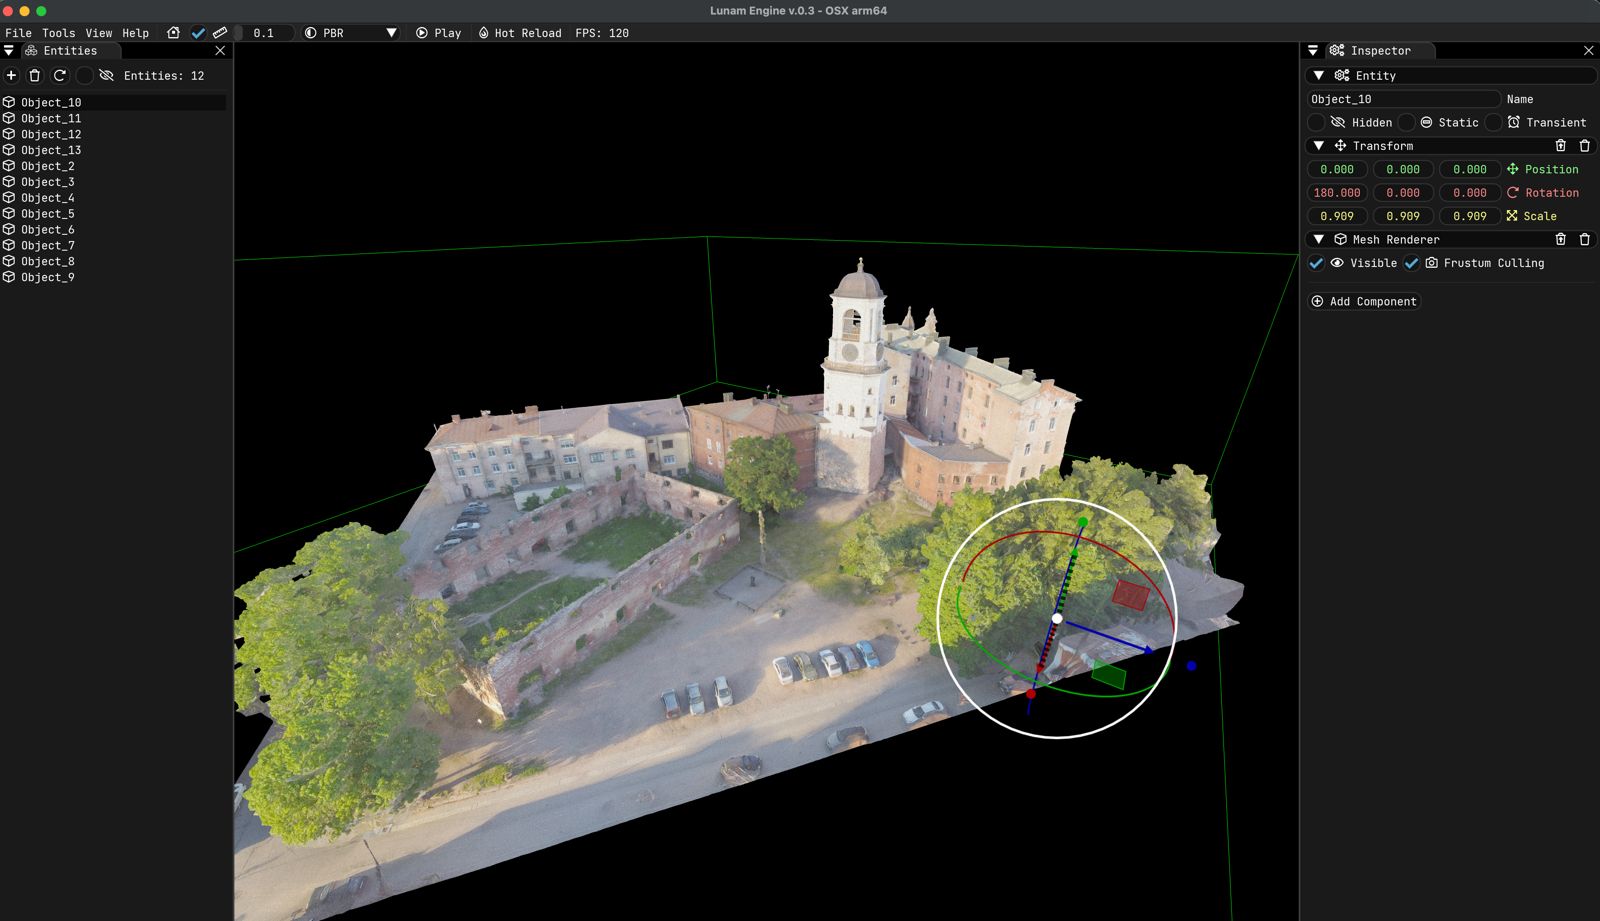 Lunam Engine v.0.3 - OSX arm64
File Tools View Help 0.1 PBR Play Hot Reload FPS: 120
Entities
Entities: 12
Object_10
Object_11
Object_12
Object_13
Object_2
Object_3
Object_4
Object_5
Object_6
Object_7
Object_8
Object_9
Inspector
Entity
Object_10 Name
Hidden Static Transient
Transform
0.000 0.000 0.000 Position
180.000 0.000 0.000 Rotation
0.909 0.909 0.909 Scale
Mesh Renderer
Visible Frustum Culling
Add Component